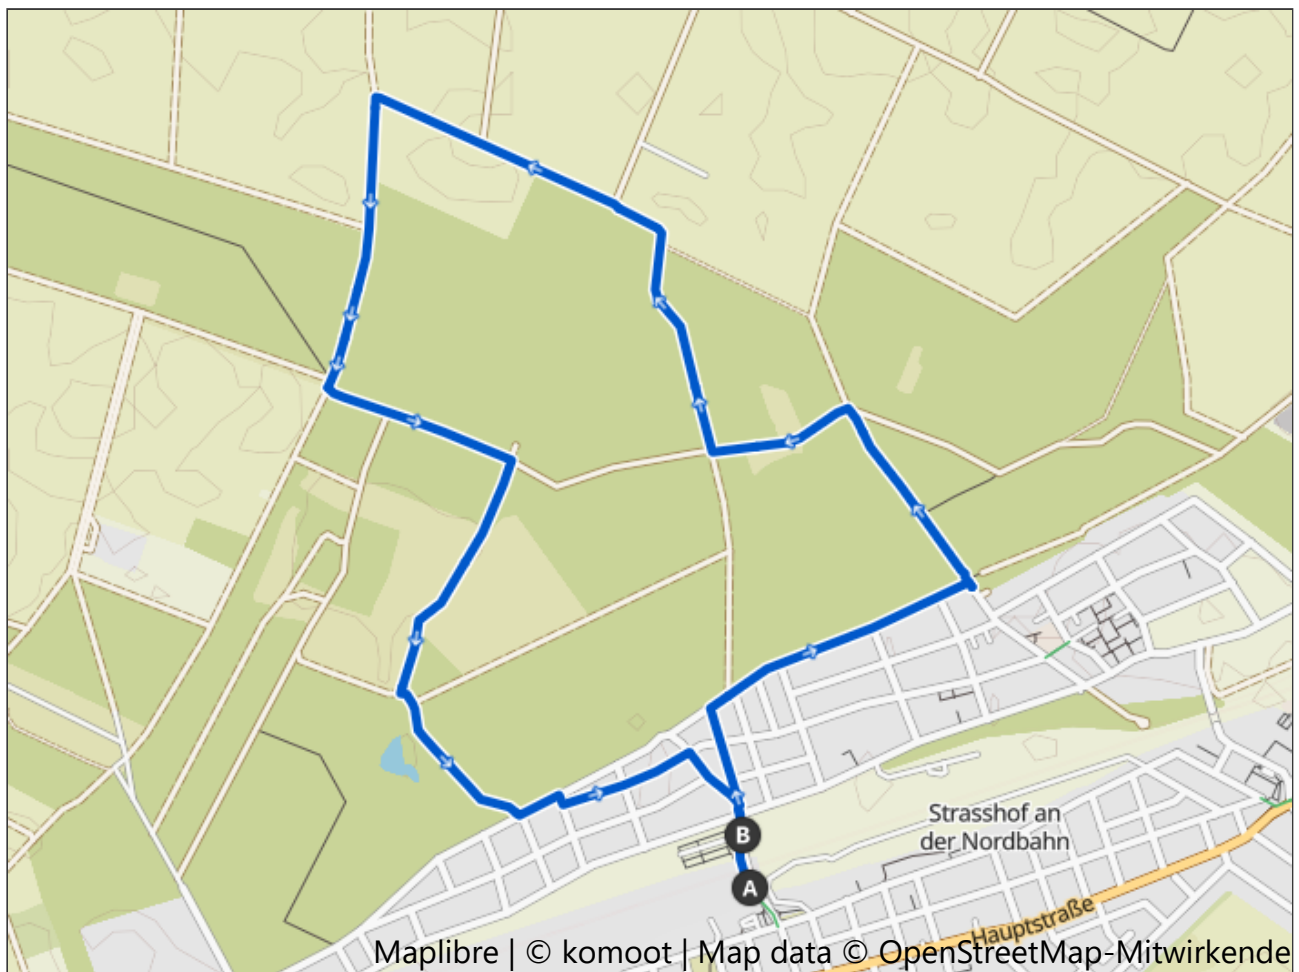 Strasshof an
der Nordbahn
B
A
Hauptstraße
Maplibre | © komoot | Map data © OpenStreetMap-Mitwirkende